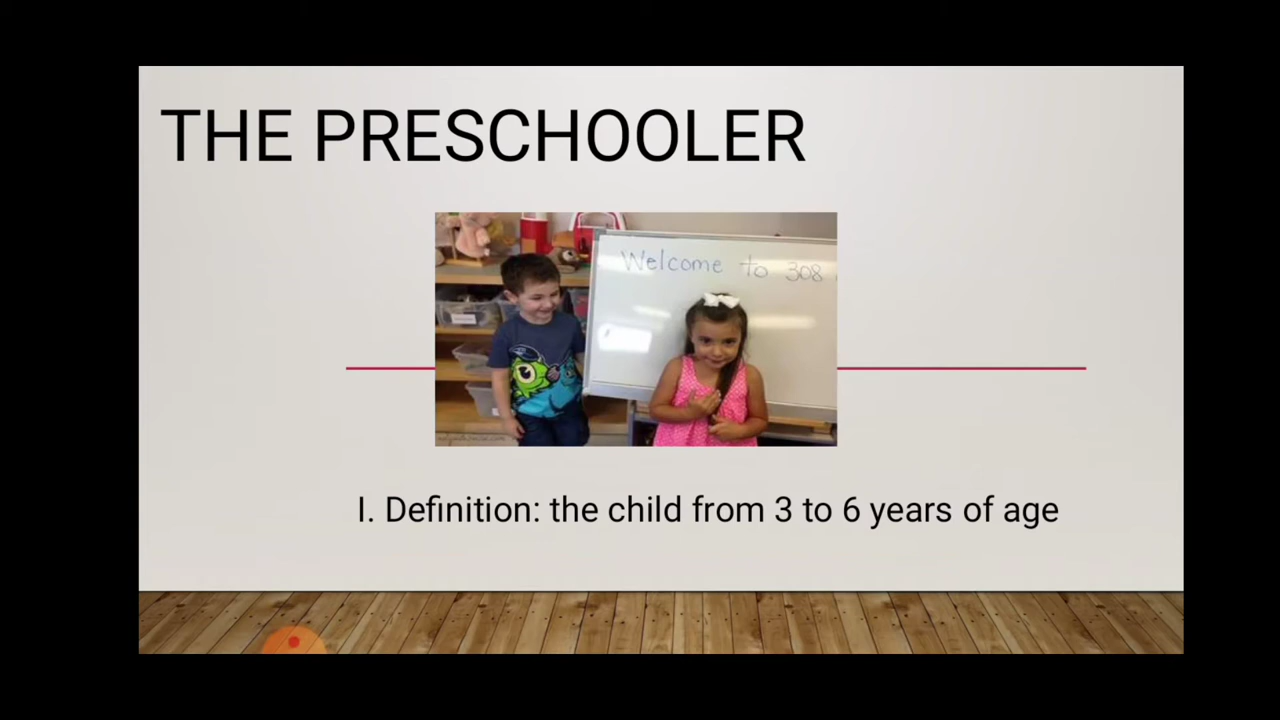 THE PRESCHOOLER
Welcome to 308
I. Definition: the child from 3 to 6 years of age